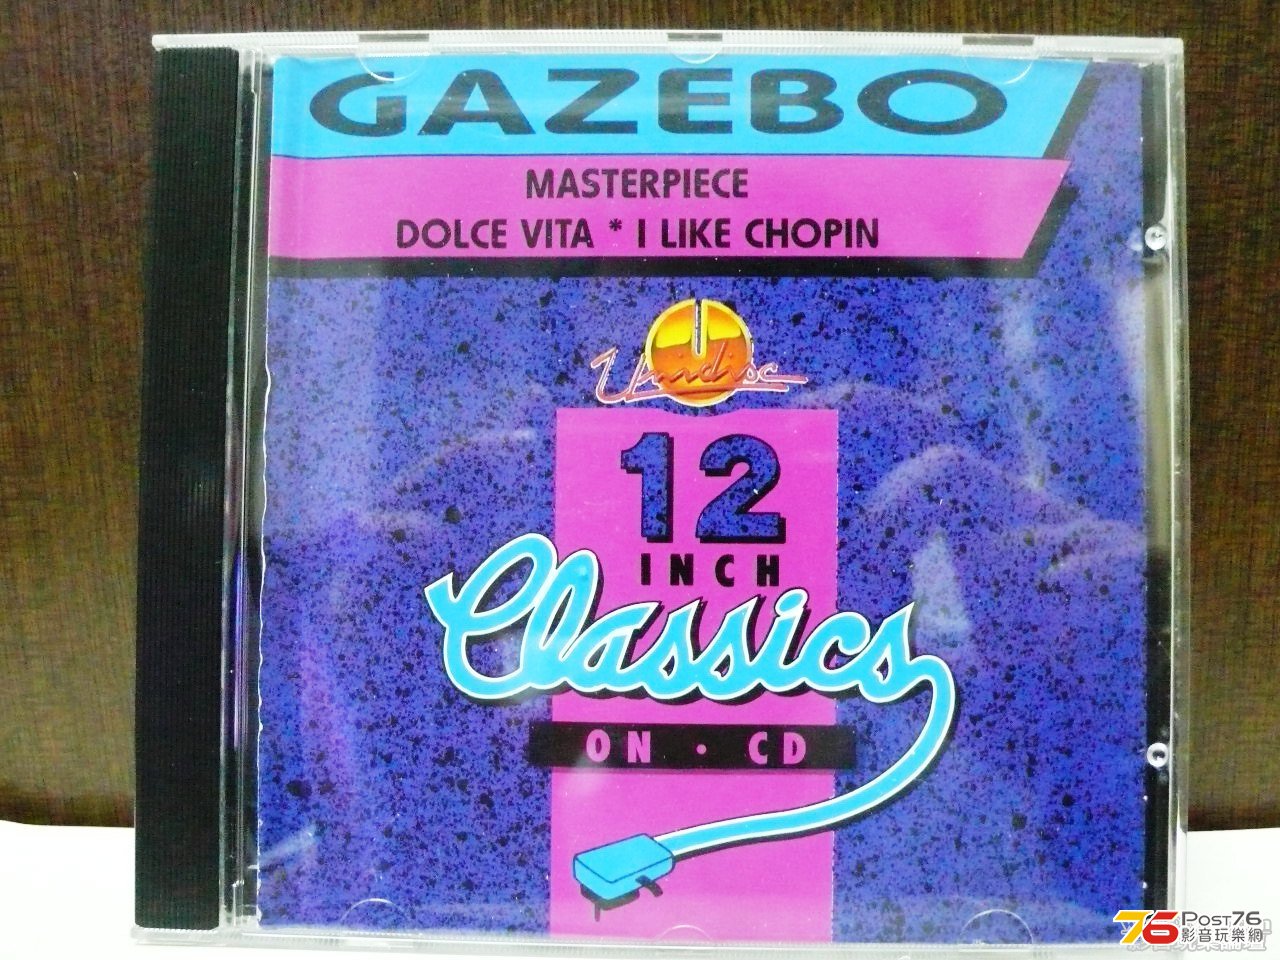 GAZEBO
MASTERPIECE
DOLCE VITA * I LIKE CHOPIN
U
Unidisc
12
INCH
Classics
ON · CD
76 POST76
影音玩樂網